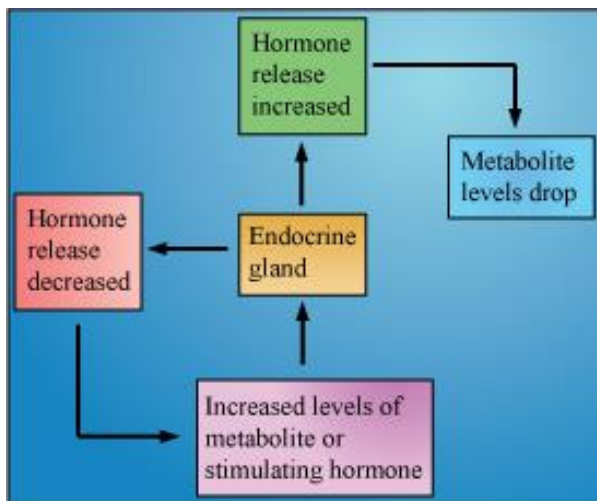 Hormone
release
increased
Metabolite
levels drop
Hormone
release
decreased
Endocrine
gland
Increased levels of
metabolite or
stimulating hormone